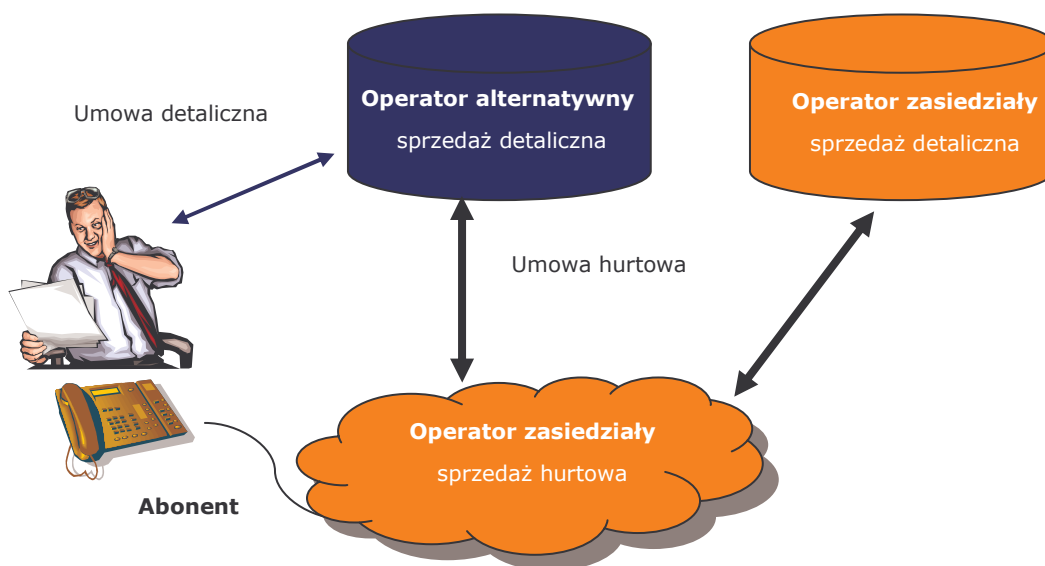 Operator alternatywny
sprzedaż detaliczna
Operator zasiedziały
sprzedaż detaliczna
Umowa detaliczna
Umowa hurtowa
Operator zasiedziały
sprzedaż hurtowa
Abonent